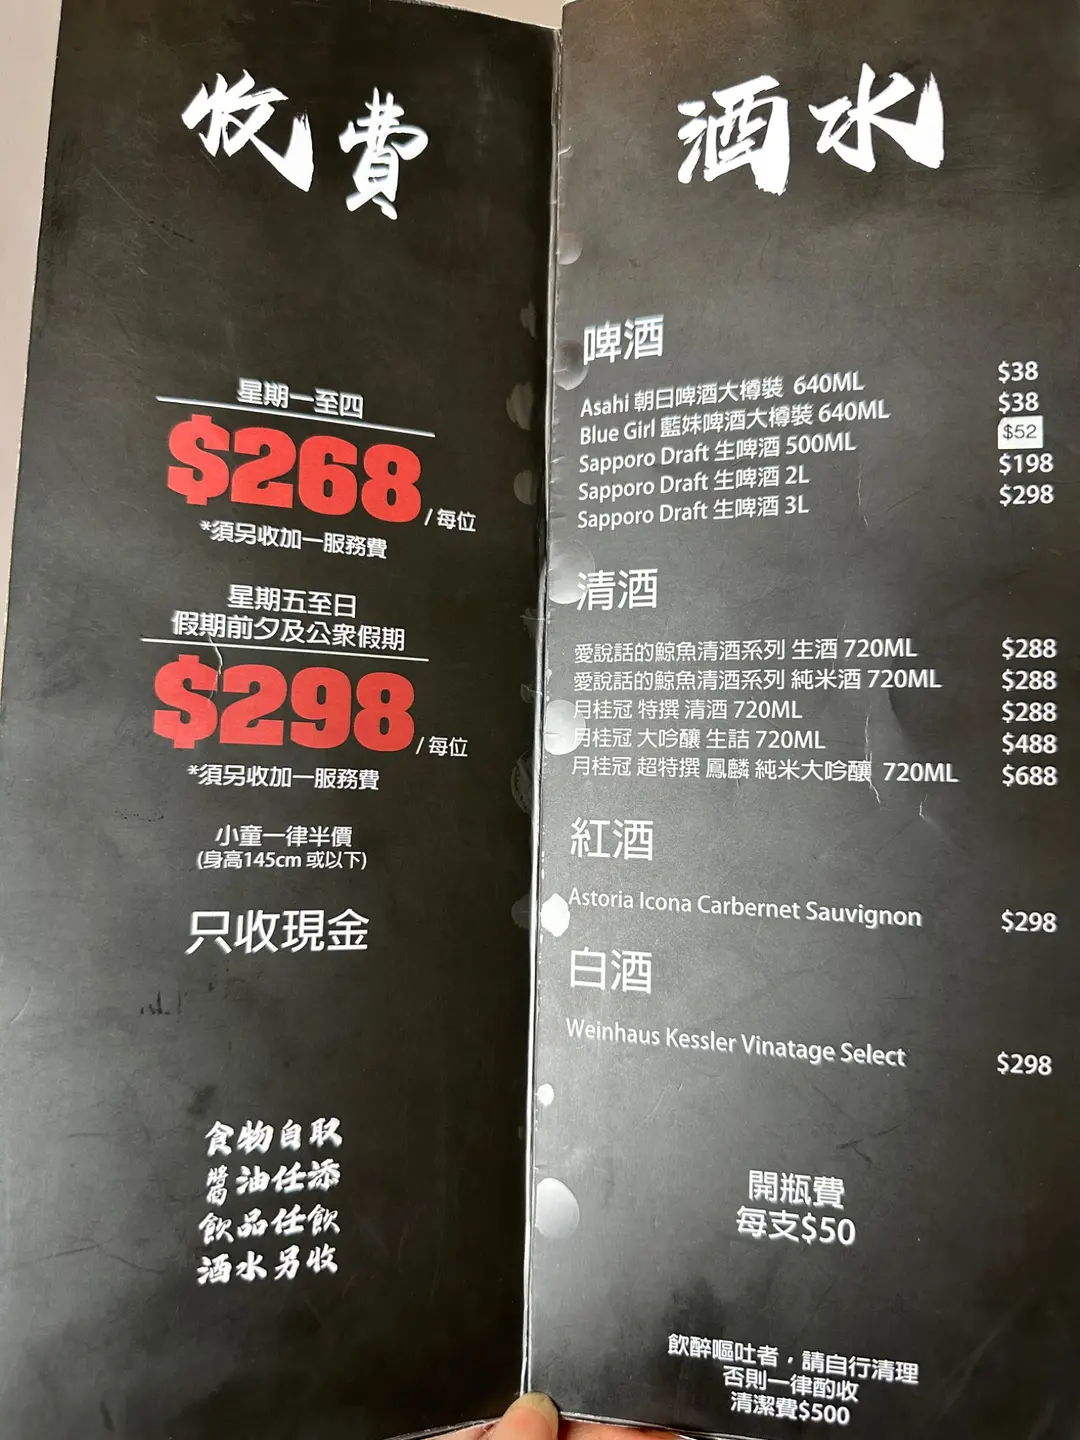 收費
星期一至四
$268/每位
*須另收加一服務費
星期五至日
假期前夕及公衆假期
$298/每位
*須另收加一服務費
小童一律半價
(身高145cm 或以下)
只收現金
食物自取
醬油任添
飲品任飲
酒水另收
酒水
啤酒
Asahi 朝日啤酒大樽裝 640ML $38
Blue Girl 藍妹啤酒大樽裝 640ML $38
Sapporo Draft 生啤酒 500ML $52
Sapporo Draft 生啤酒 2L $198
Sapporo Draft 生啤酒 3L $298
清酒
愛說話的鯨魚清酒系列 生酒 720ML $288
愛說話的鯨魚清酒系列 純米酒 720ML $288
月桂冠 特撰 清酒 720ML $288
月桂冠 大吟釀 生詰 720ML $488
月桂冠 超特撰 鳳麟 純米大吟釀 720ML $688
紅酒
Astoria Icona Carbernet Sauvignon $298
白酒
Weinhaus Kessler Vinatage Select $298
開瓶費
每支$50
飲醉嘔吐者，請自行清理
否則一律酌收
清潔費$500